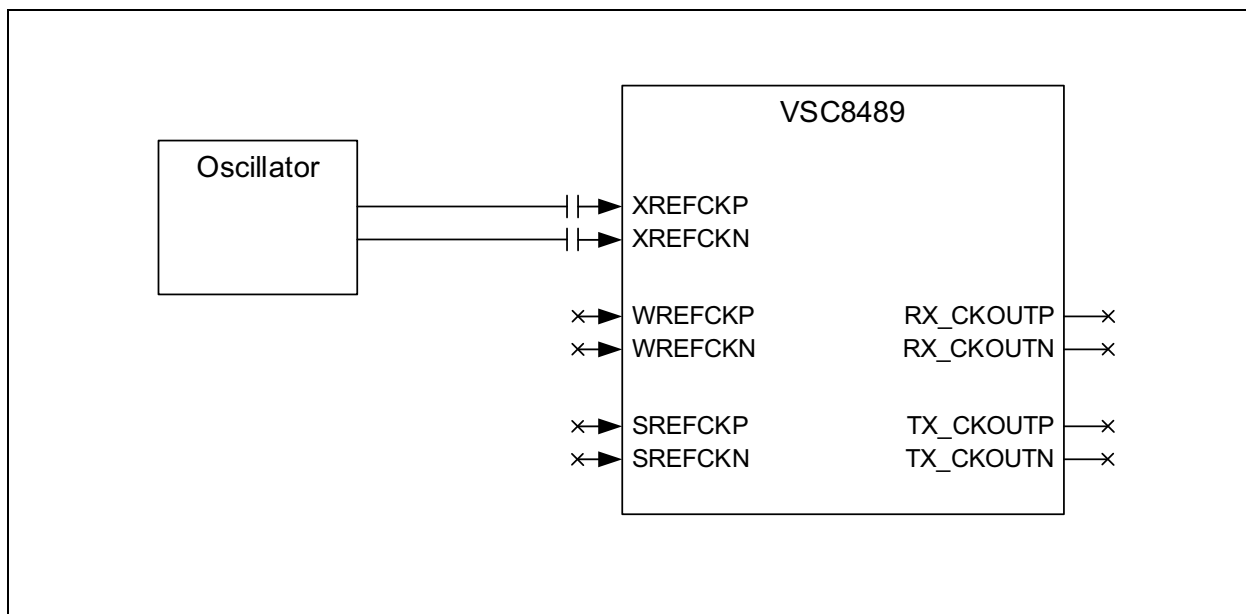 VSC8489
Oscillator
XREFCKP
XREFCKN
WREFCKP
RX_CKOUTP
WREFCKN
RX_CKOUTN
SREFCKP
TX_CKOUTP
SREFCKN
TX_CKOUTN